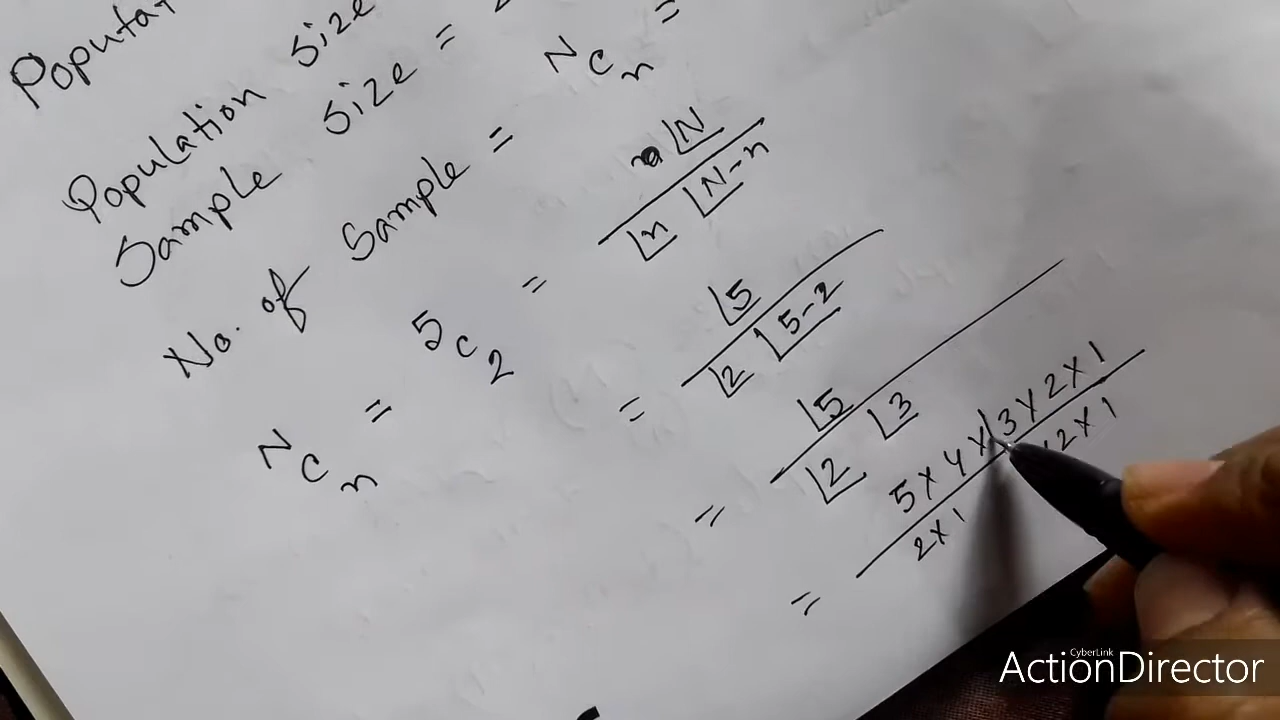 Populat
Population Size
Sample Size =
No. of Sample = NCn =
NCn = 5C2 = ⌊N / ⌊n ⌊N-n
= ⌊5 / ⌊2 ⌊5-2
= ⌊5 / ⌊2 ⌊3
= 5×4×3×2×1 / 2×1 2×1
CyberLink
ActionDirector